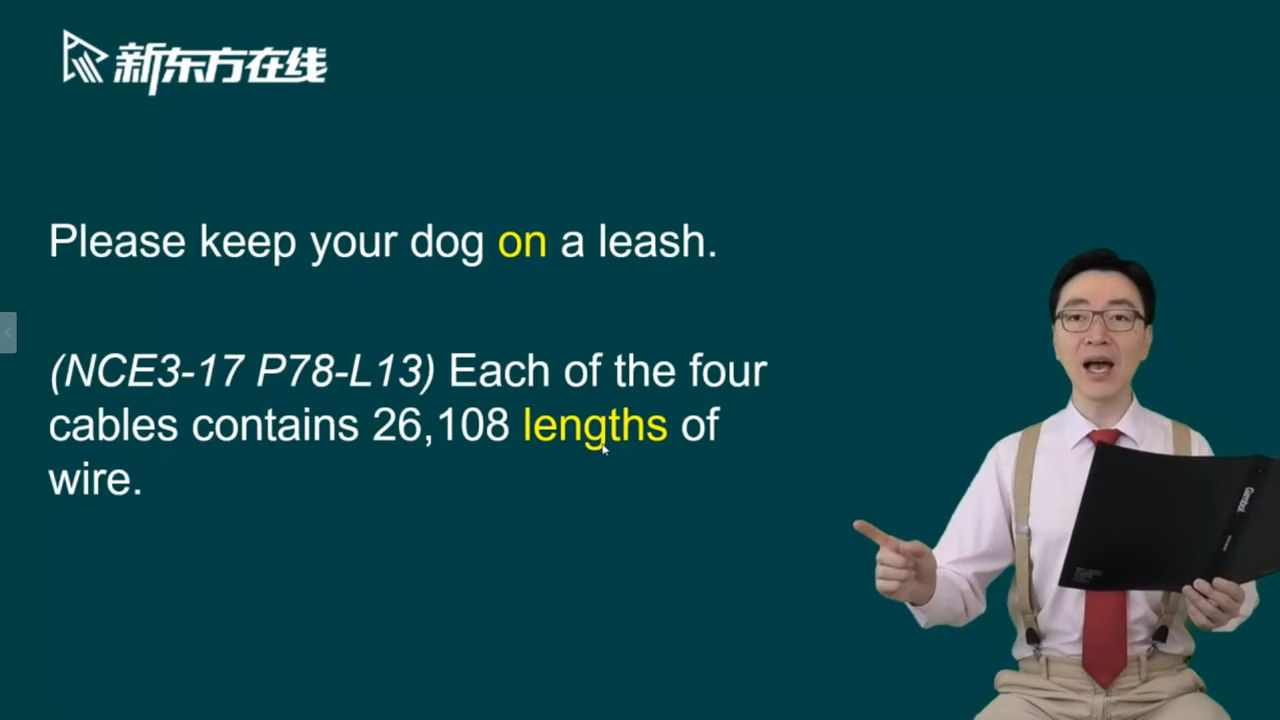 新东方在线
Please keep your dog on a leash.
(NCE3-17 P78-L13) Each of the four
cables contains 26,108 lengths of
wire.
Gambol